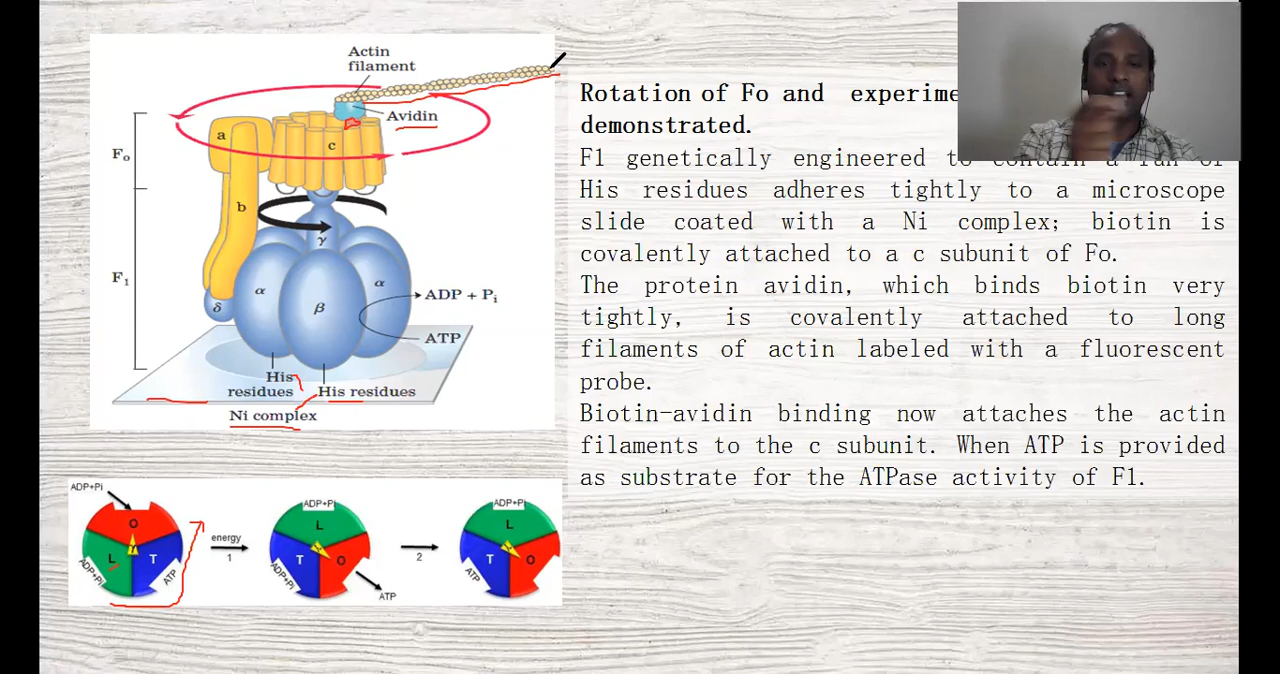 Actin
filament
Avidin
a
c
Fo
b
γ
F1
α
α
β
δ
ADP + Pi
ATP
His
residues
His residues
Ni complex
Rotation of Fo and experime
demonstrated.
F1 genetically engineered to contain a run of
His residues adheres tightly to a microscope
slide coated with a Ni complex; biotin is
covalently attached to a c subunit of Fo.
The protein avidin, which binds biotin very
tightly, is covalently attached to long
filaments of actin labeled with a fluorescent
probe.
Biotin-avidin binding now attaches the actin
filaments to the c subunit. When ATP is provided
as substrate for the ATPase activity of F1.
ADP+Pi
O
L
T
ADP+Pi
ATP
energy
1
ADP+Pi
L
T
O
ADP+Pi
ATP
2
ADP+Pi
L
T
O
ATP